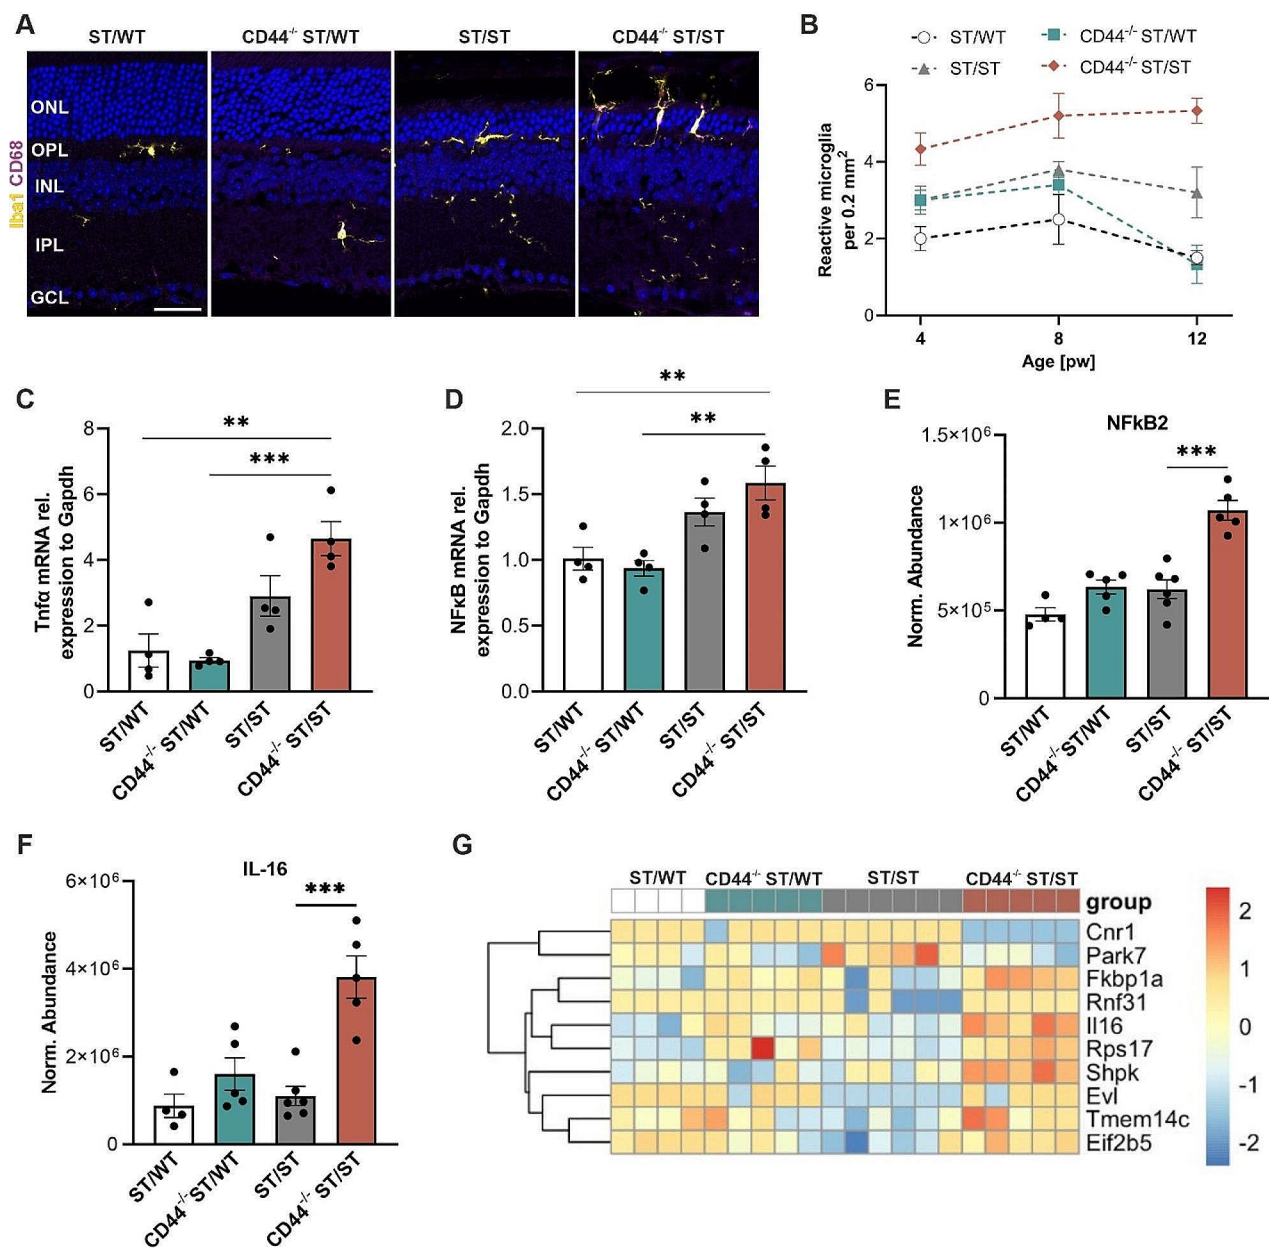 A
ST/WT
CD44-/- ST/WT
ST/ST
CD44-/- ST/ST
Iba1 CD68
ONL
OPL
INL
IPL
GCL
B
ST/WT
CD44-/- ST/WT
ST/ST
CD44-/- ST/ST
Reactive microglia
per 0.2 mm²
6
4
2
0
4
8
12
Age [pw]
C
Tnfα mRNA rel.
expression to Gapdh
8
6
4
2
0
**
***
ST/WT
CD44-/- ST/WT
ST/ST
CD44-/- ST/ST
D
NFκB mRNA rel.
expression to Gapdh
2.0
1.5
1.0
0.5
0.0
**
**
ST/WT
CD44-/- ST/WT
ST/ST
CD44-/- ST/ST
E
NFkB2
Norm. Abundance
1.5×10⁶
1×10⁶
5×10⁵
0
***
ST/WT
CD44-/- ST/WT
ST/ST
CD44-/- ST/ST
F
IL-16
Norm. Abundance
6×10⁶
4×10⁶
2×10⁶
0
***
ST/WT
CD44-/- ST/WT
ST/ST
CD44-/- ST/ST
G
ST/WT
CD44-/- ST/WT
ST/ST
CD44-/- ST/ST
group
Cnr1
Park7
Fkbp1a
Rnf31
Il16
Rps17
Shpk
Evl
Tmem14c
Eif2b5
2
1
0
-1
-2